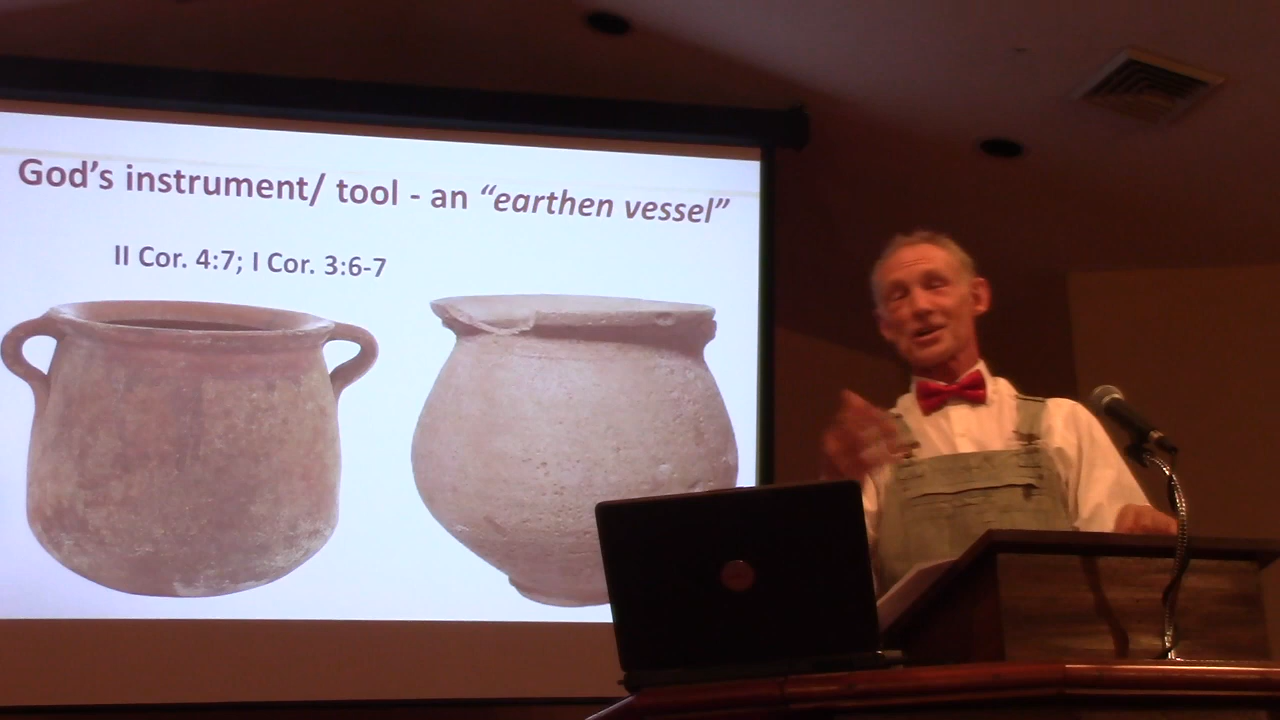 God's instrument/ tool - an “earthen vessel”
II Cor. 4:7; I Cor. 3:6-7